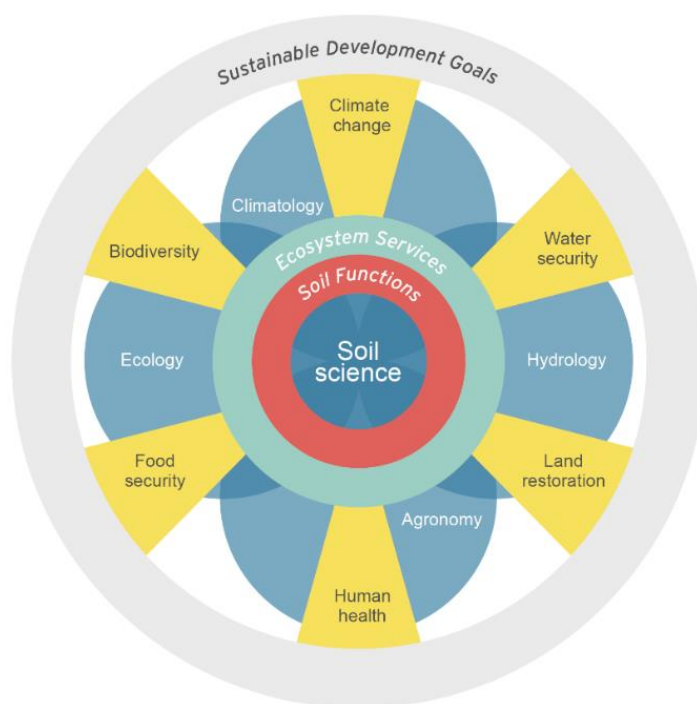 Sustainable Development Goals
Climate
change
Climatology
Biodiversity
Water
security
Ecosystem Services
Soil Functions
Soil
science
Ecology
Hydrology
Food
security
Land
restoration
Agronomy
Human
health